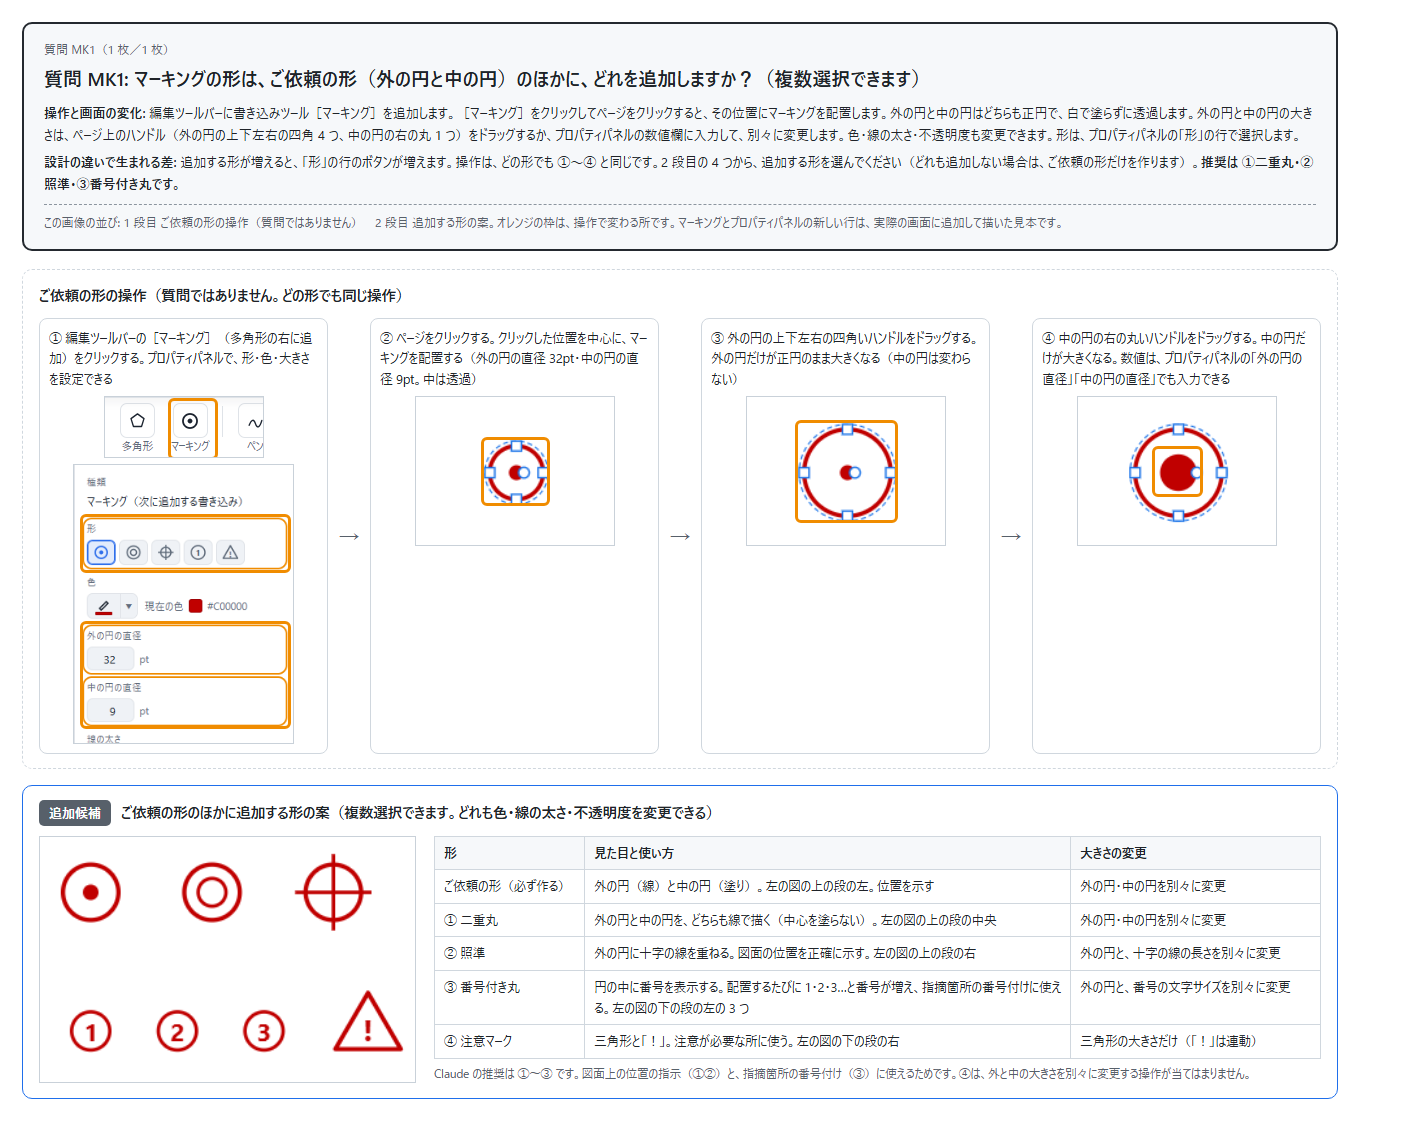 質問 MK1（1 枚／1 枚）
質問 MK1: マーキングの形は、ご依頼の形（外の円と中の円）のほかに、どれを追加しますか？（複数選択できます）
操作と画面の変化: 編集ツールバーに書き込みツール［マーキング］を追加します。［マーキング］をクリックしてページをクリックすると、その位置にマーキングを配置します。外の円と中の円はどちらも正円で、白で塗らずに透過します。外の円と中の円の大き
さは、ページ上のハンドル（外の円の上下左右の四角 4 つ、中の円の右の丸 1 つ）をドラッグするか、プロパティパネルの数値欄に入力して、別々に変更します。色・線の太さ・不透明度も変更できます。形は、プロパティパネルの「形」の行で選択します。
設計の違いで生まれる差: 追加する形が増えると、「形」の行のボタンが増えます。操作は、どの形でも ①〜④ と同じです。2 段目の 4 つから、追加する形を選んでください（どれも追加しない場合は、ご依頼の形だけを作ります）。推奨は ①二重丸・②
照準・③番号付き丸です。
この画像の並び: 1 段目 ご依頼の形の操作（質問ではありません）　2 段目 追加する形の案。オレンジの枠は、操作で変わる所です。マーキングとプロパティパネルの新しい行は、実際の画面に追加して描いた見本です。
ご依頼の形の操作（質問ではありません。どの形でも同じ操作）
① 編集ツールバーの［マーキング］（多角形の右に追
加）をクリックする。プロパティパネルで、形・色・大きさ
を設定できる
多角形
マーキング
ペン
種類
マーキング（次に追加する書き込み）
形
1
色
現在の色 #C00000
外の円の直径
32 pt
中の円の直径
9 pt
線の太さ
→
② ページをクリックする。クリックした位置を中心に、マー
キングを配置する（外の円の直径 32pt・中の円の直
径 9pt。中は透過）
→
③ 外の円の上下左右の四角いハンドルをドラッグする。
外の円だけが正円のまま大きくなる（中の円は変わら
ない）
→
④ 中の円の右の丸いハンドルをドラッグする。中の円だ
けが大きくなる。数値は、プロパティパネルの「外の円の
直径」「中の円の直径」でも入力できる
追加候補 ご依頼の形のほかに追加する形の案（複数選択できます。どれも色・線の太さ・不透明度を変更できる）
1 2 3 !
形 見た目と使い方 大きさの変更
ご依頼の形（必ず作る） 外の円（線）と中の円（塗り）。左の図の上の段の左。位置を示す 外の円・中の円を別々に変更
① 二重丸 外の円と中の円を、どちらも線で描く（中心を塗らない）。左の図の上の段の中央 外の円・中の円を別々に変更
② 照準 外の円に十字の線を重ねる。図面の位置を正確に示す。左の図の上の段の右 外の円と、十字の線の長さを別々に変更
③ 番号付き丸 円の中に番号を表示する。配置するたびに 1・2・3…と番号が増え、指摘箇所の番号付けに使え 外の円と、番号の文字サイズを別々に変更
る。左の図の下の段の左の 3 つ
④ 注意マーク 三角形と「！」。注意が必要な所に使う。左の図の下の段の右 三角形の大きさだけ（「！」は連動）
Claude の推奨は ①〜③ です。図面上の位置の指示（①②）と、指摘箇所の番号付け（③）に使えるためです。④は、外と中の大きさを別々に変更する操作が当てはまりません。